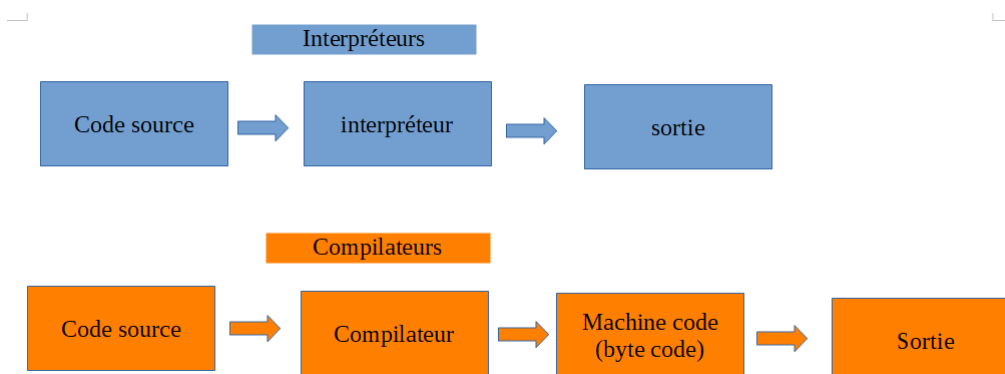 Interpréteurs
Code source
interpréteur
sortie
Compilateurs
Code source
Compilateur
Machine code
(byte code)
Sortie